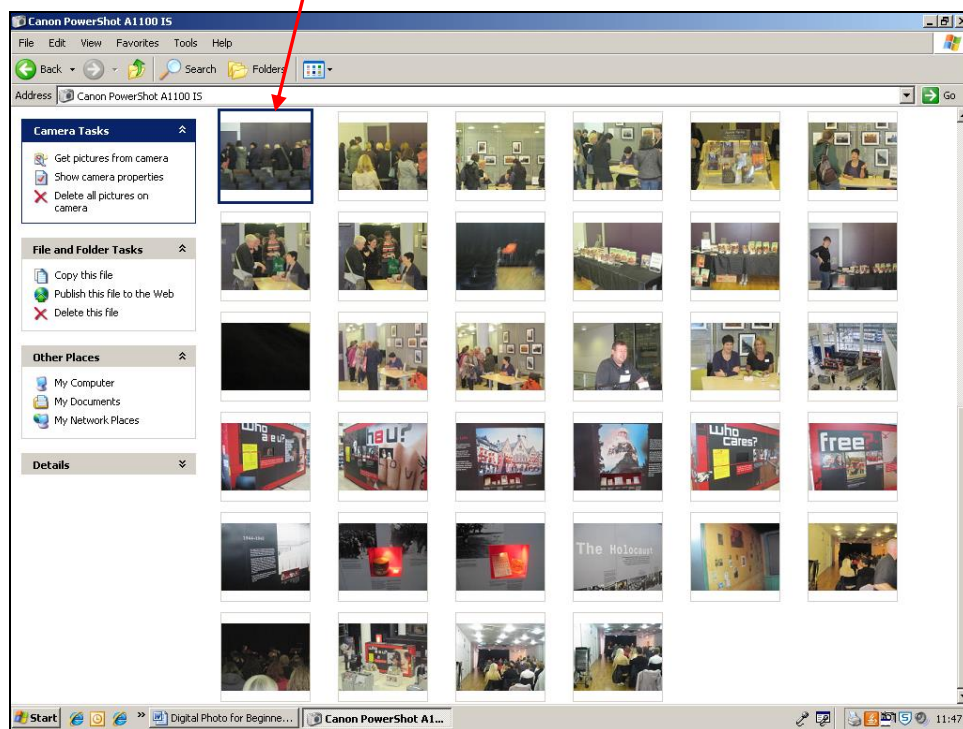 Canon PowerShot A1100 IS
File Edit View Favorites Tools Help
Back Search Folders
Address Canon PowerShot A1100 IS Go
Camera Tasks
Get pictures from camera
Show camera properties
Delete all pictures on
camera
File and Folder Tasks
Copy this file
Publish this file to the Web
Delete this file
Other Places
My Computer
My Documents
My Network Places
Details
who
are u?
who
cares?
free?
The Holocaust
Start » Digital Photo for Beginne... Canon PowerShot A1... 11:47